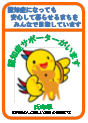 認知症になっても
安心して暮らせるまちを
みんなで目指しています
認知症サポーターがいます